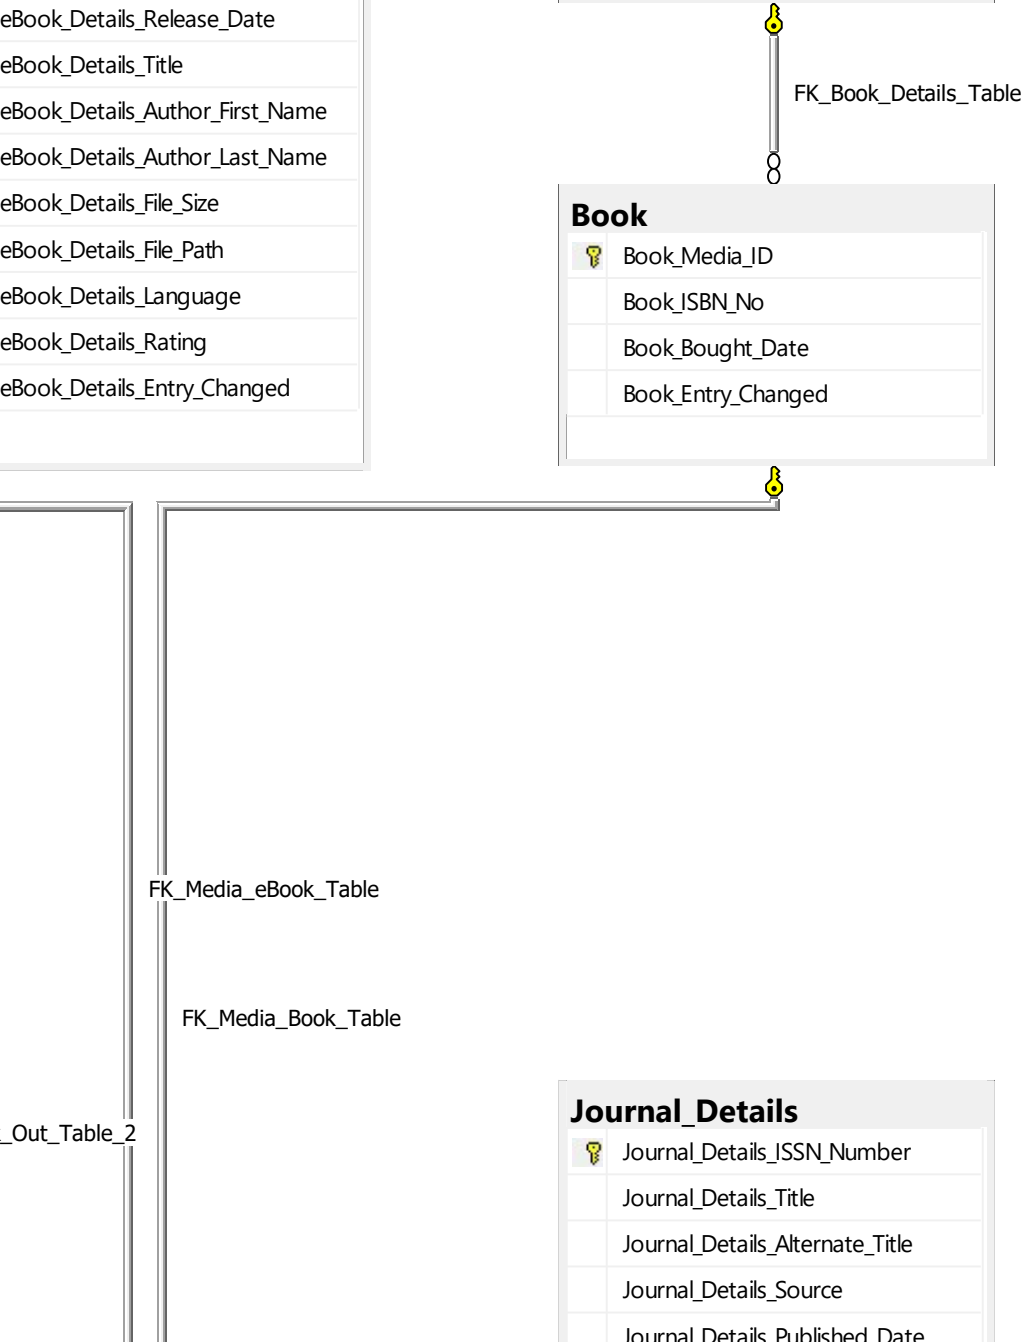 eBook_Details_Release_Date
eBook_Details_Title
eBook_Details_Author_First_Name
eBook_Details_Author_Last_Name
eBook_Details_File_Size
eBook_Details_File_Path
eBook_Details_Language
eBook_Details_Rating
eBook_Details_Entry_Changed
FK_Book_Details_Table
Book
Book_Media_ID
Book_ISBN_No
Book_Bought_Date
Book_Entry_Changed
FK_Media_eBook_Table
FK_Media_Book_Table
_Out_Table_2
Journal_Details
Journal_Details_ISSN_Number
Journal_Details_Title
Journal_Details_Alternate_Title
Journal_Details_Source
Journal_Details_Published_Date